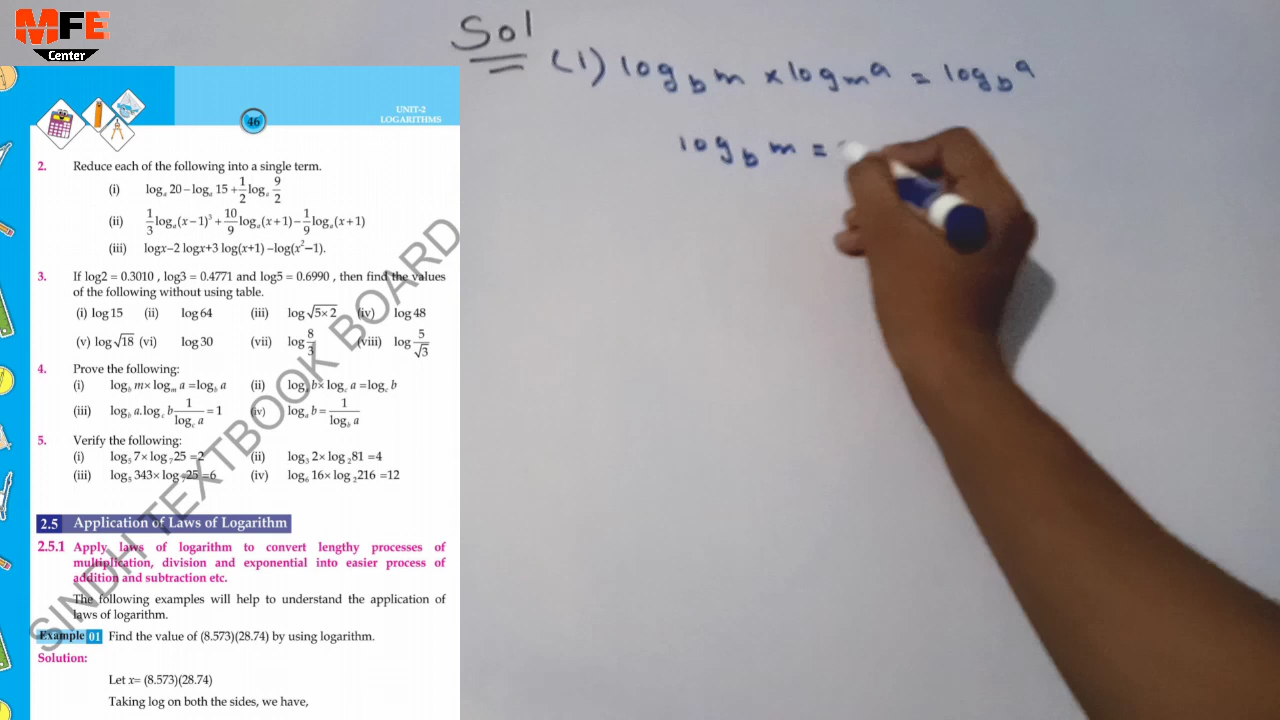 MFE
Center
46
UNIT-2
LOGARITHMS
2. Reduce each of the following into a single term.
(i) logₐ 20 − logₐ 15 + 1/2 logₐ 9/2
(ii) 1/3 logₐ(x−1)³ + 10/9 logₐ(x+1) − 1/9 logₐ(x+1)
(iii) logx−2 logx+3 log(x+1) −log(x²−1).
3. If log2 = 0.3010 , log3 = 0.4771 and log5 = 0.6990 , then find the values
of the following without using table.
(i) log 15 (ii) log 64 (iii) log √5×2 (iv) log 48
(v) log √18 (vi) log 30 (vii) log 8/3 (viii) log 5/√3
4. Prove the following:
(i) log_b m× log_m a =log_b a (ii) log_a b× log_c a =log_c b
(iii) log_b a.log_c b 1/log_c a = 1 (iv) log_a b = 1/log_b a
5. Verify the following:
(i) log₅ 7× log₇ 25 =2 (ii) log₃ 2× log₂ 81 =4
(iii) log₅ 343× log₇ 25 =6 (iv) log₆ 16× log₂ 216 =12
2.5 Application of Laws of Logarithm
2.5.1 Apply laws of logarithm to convert lengthy processes of
multiplication, division and exponential into easier process of
addition and subtraction etc.
The following examples will help to understand the application of
laws of logarithm.
Example 01 Find the value of (8.573)(28.74) by using logarithm.
Solution:
Let x= (8.573)(28.74)
Taking log on both the sides, we have,
SINDH TEXTBOOK BOARD
Sol
(1) log_b m × log_m a = log_b a
log_b m =